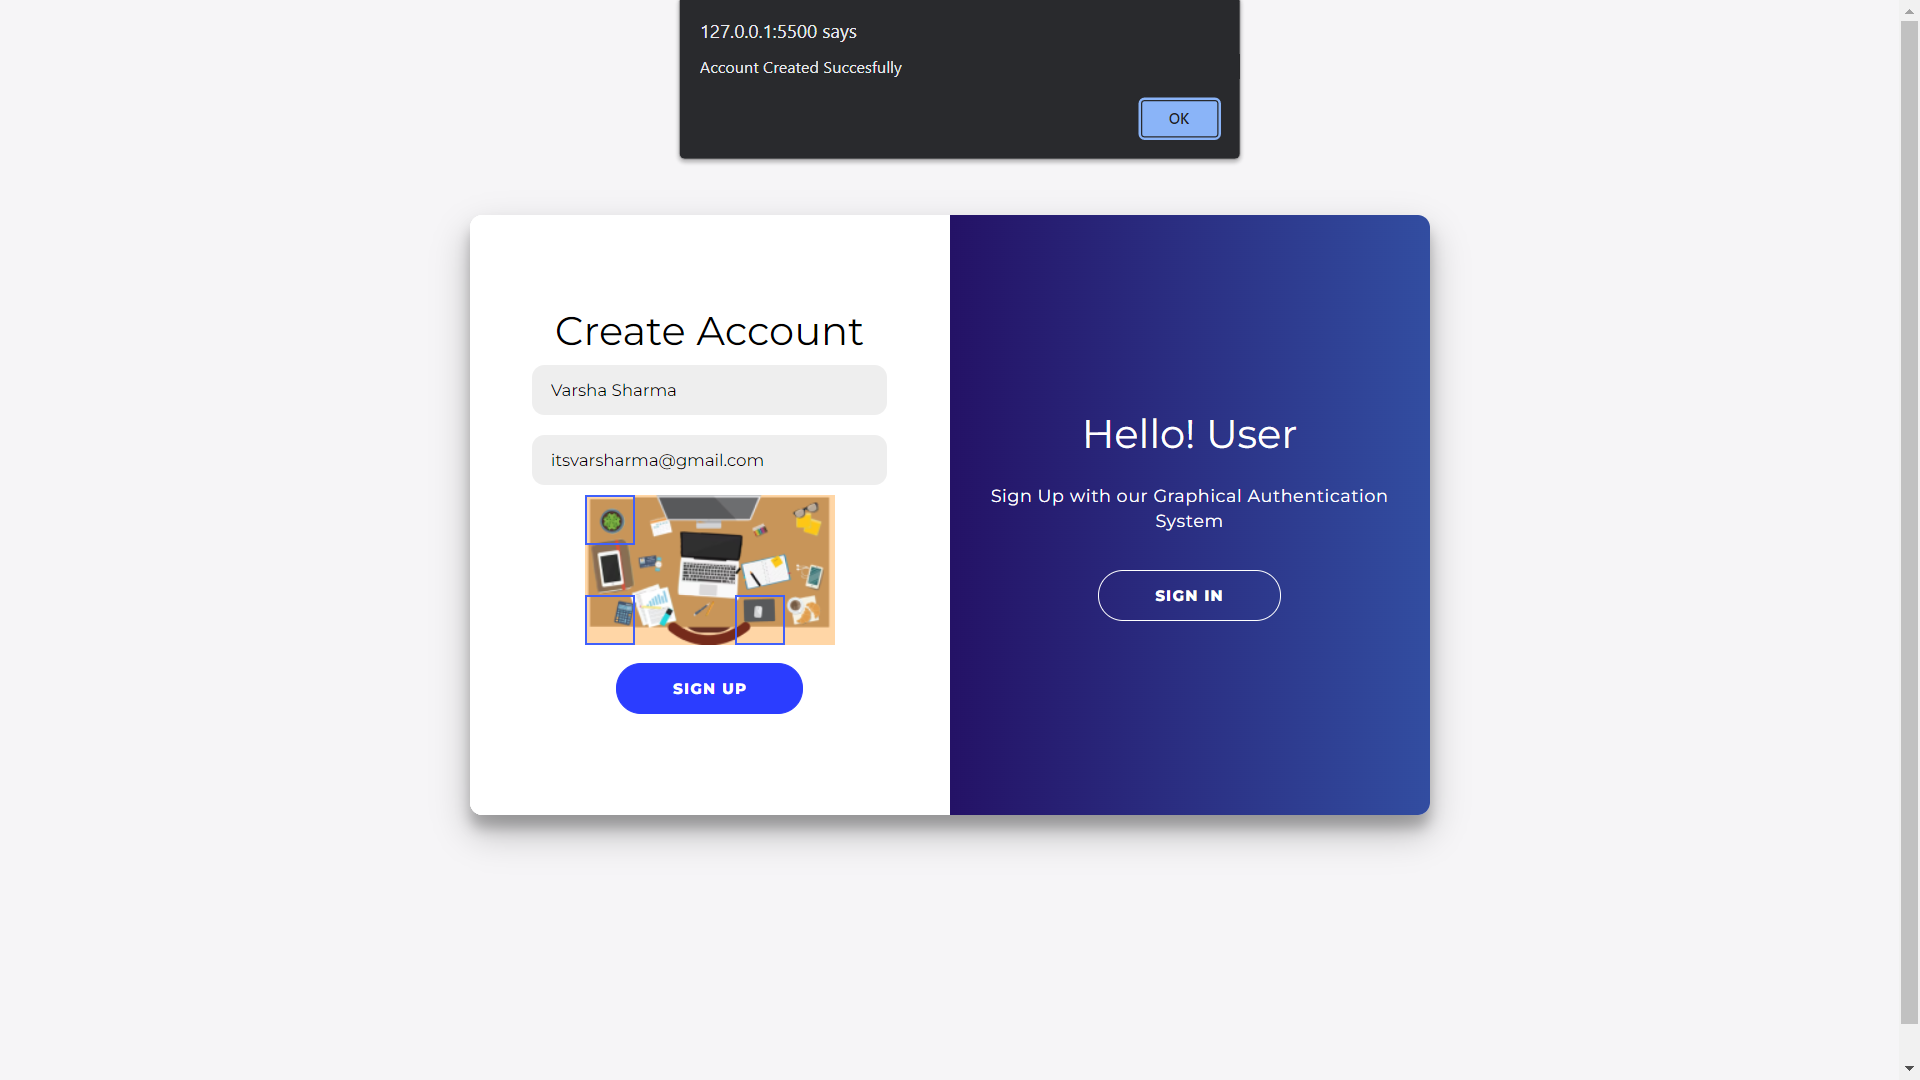 127.0.0.1:5500 says
Account Created Succesfully
OK
Create Account
Varsha Sharma
itsvarsharma@gmail.com
SIGN UP
Hello! User
Sign Up with our Graphical Authentication
System
SIGN IN